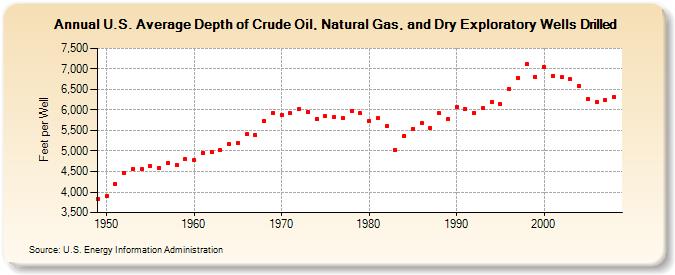 Annual U.S. Average Depth of Crude Oil, Natural Gas, and Dry Exploratory Wells Drilled
7,500
7,000
6,500
6,000
5,500
5,000
4,500
4,000
3,500
Feet per Well
1950 1960 1970 1980 1990 2000
Source: U.S. Energy Information Administration